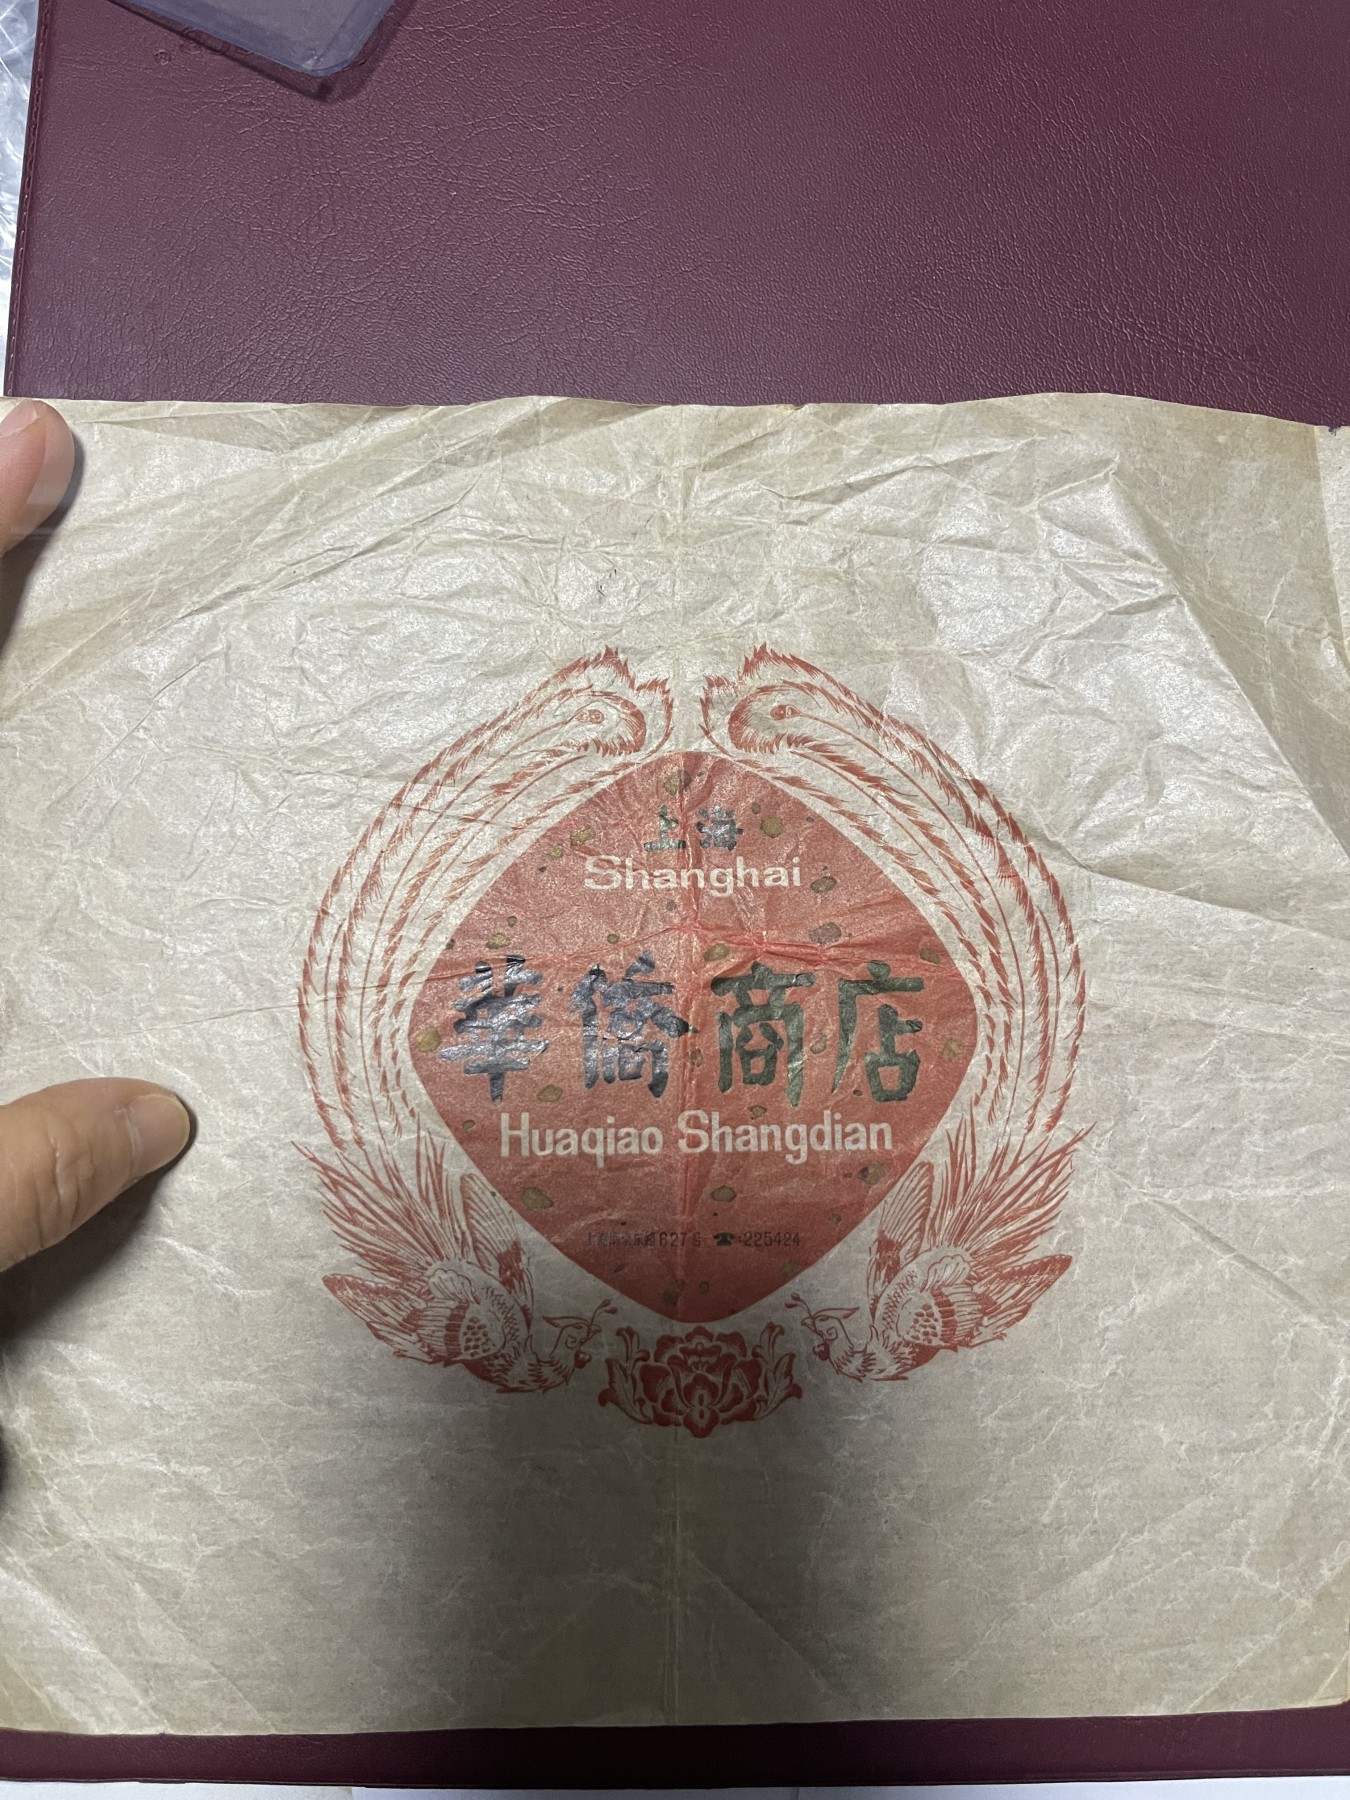 上海
Shanghai
華僑商店
Huaqiao Shangdian
627号 ☎ 225424